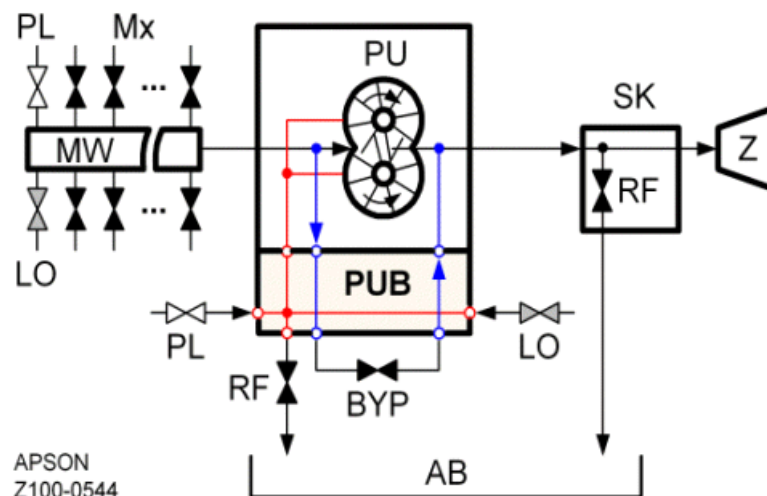 PL Mx
PU
SK
...
MW
Z
RF
...
LO
PUB
PL
LO
RF
BYP
AB
APSON
Z100-0544